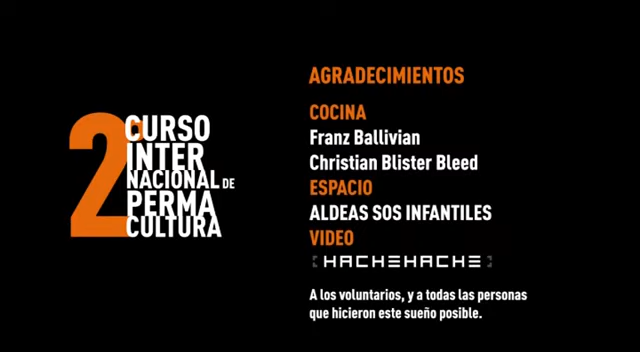 2º CURSO
INTER
NACIONAL DE
PERMA
CULTURA
AGRADECIMIENTOS
COCINA
Franz Ballivian
Christian Blister Bleed
ESPACIO
ALDEAS SOS INFANTILES
VIDEO
[HACHEHACHE]
A los voluntarios, y a todas las personas
que hicieron este sueño posible.